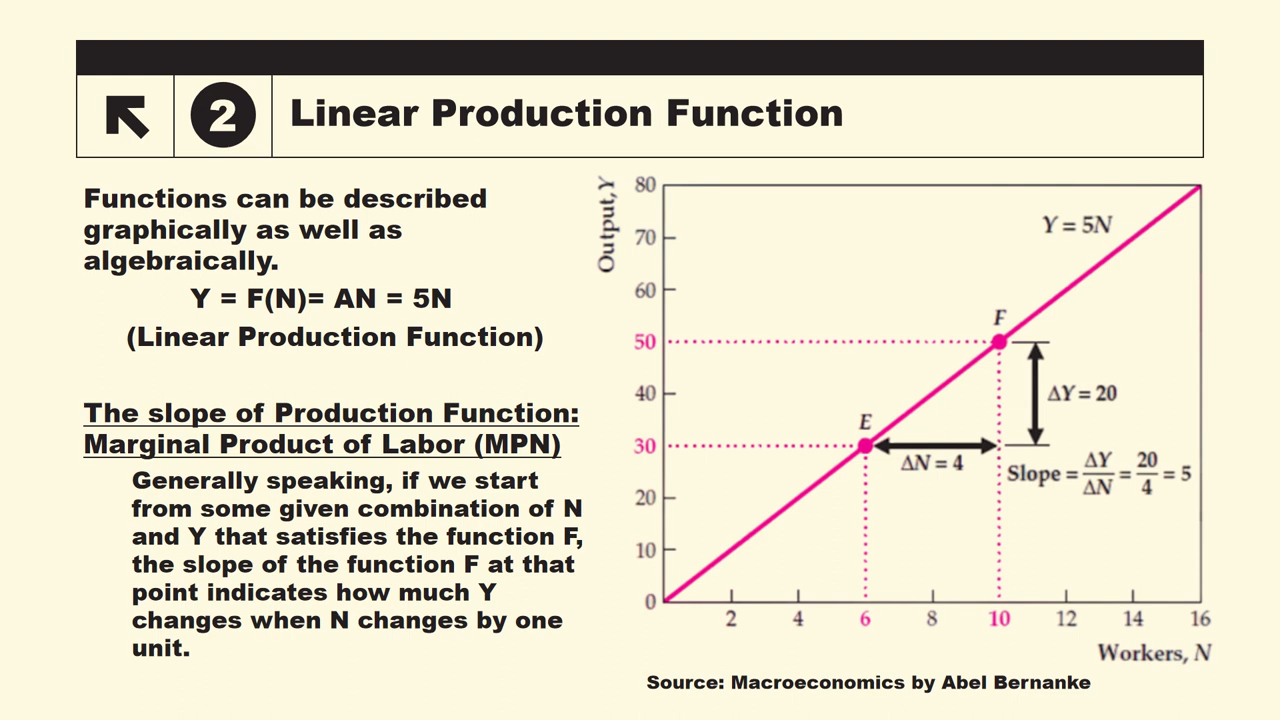 2
Linear Production Function
Functions can be described
graphically as well as
algebraically.
Y = F(N)= AN = 5N
(Linear Production Function)
The slope of Production Function:
Marginal Product of Labor (MPN)
Generally speaking, if we start
from some given combination of N
and Y that satisfies the function F,
the slope of the function F at that
point indicates how much Y
changes when N changes by one
unit.
Output, Y
80
70
60
50
40
30
20
10
0
Y = 5N
F
E
ΔY = 20
ΔN = 4
Slope = ΔY/ΔN = 20/4 = 5
2 4 6 8 10 12 14 16
Workers, N
Source: Macroeconomics by Abel Bernanke